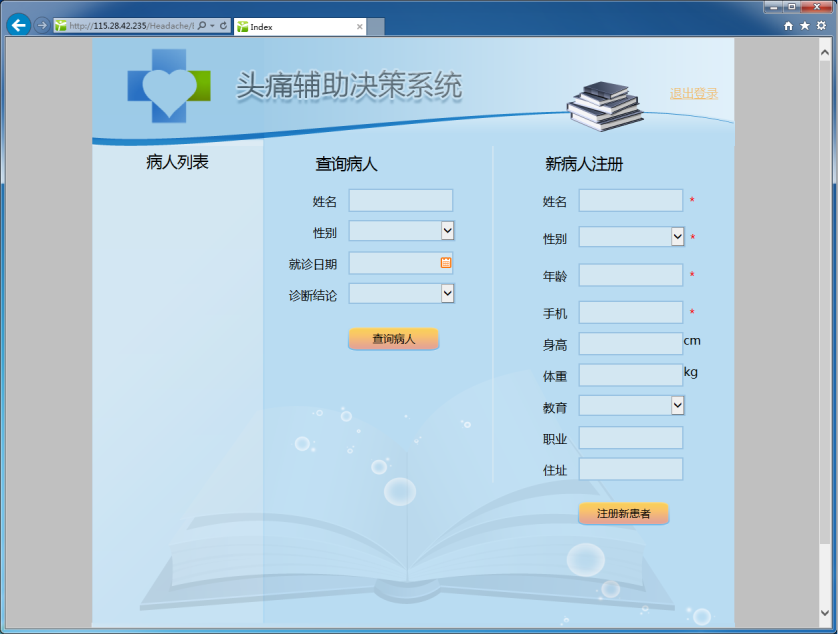 http://115.28.42.235/Headache/I
Index
头痛辅助决策系统
退出登录
病人列表
查询病人
姓名
性别
就诊日期
诊断结论
查询病人
新病人注册
姓名 *
性别 *
年龄 *
手机 *
身高 cm
体重 kg
教育
职业
住址
注册新患者